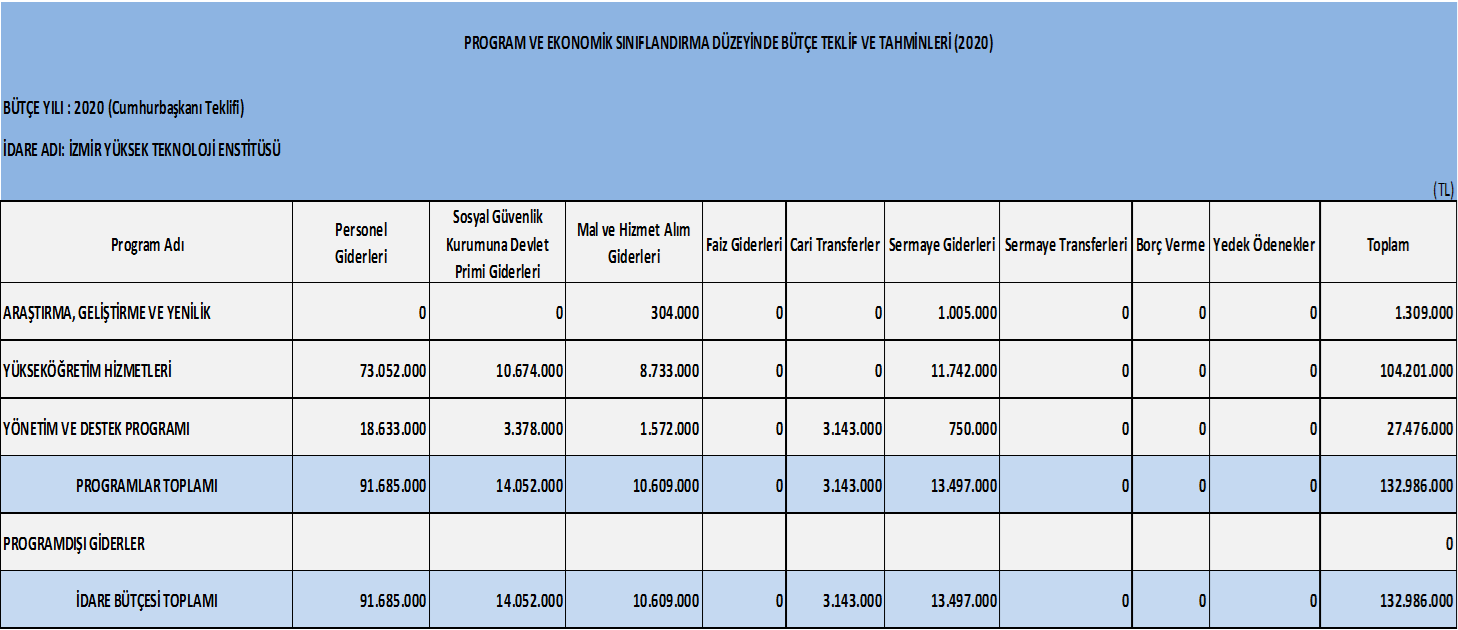 PROGRAM VE EKONOMİK SINIFLANDIRMA DÜZEYİNDE BÜTÇE TEKLİF VE TAHMİNLERİ (2020)
BÜTÇE YILI : 2020 (Cumhurbaşkanı Teklifi)
İDARE ADI: İZMİR YÜKSEK TEKNOLOJİ ENSTİTÜSÜ
(TL)
Program Adı
Personel
Giderleri
Sosyal Güvenlik
Kurumuna Devlet
Primi Giderleri
Mal ve Hizmet Alım
Giderleri
Faiz Giderleri
Cari Transferler
Sermaye Giderleri
Sermaye Transferleri
Borç Verme
Yedek Ödenekler
Toplam
ARAŞTIRMA, GELİŞTİRME VE YENİLİK 0 0 304.000 0 0 1.005.000 0 0 0 1.309.000
YÜKSEKÖĞRETİM HİZMETLERİ 73.052.000 10.674.000 8.733.000 0 0 11.742.000 0 0 0 104.201.000
YÖNETİM VE DESTEK PROGRAMI 18.633.000 3.378.000 1.572.000 0 3.143.000 750.000 0 0 0 27.476.000
PROGRAMLAR TOPLAMI 91.685.000 14.052.000 10.609.000 0 3.143.000 13.497.000 0 0 0 132.986.000
PROGRAMDIŞI GİDERLER 0
İDARE BÜTÇESİ TOPLAMI 91.685.000 14.052.000 10.609.000 0 3.143.000 13.497.000 0 0 0 132.986.000